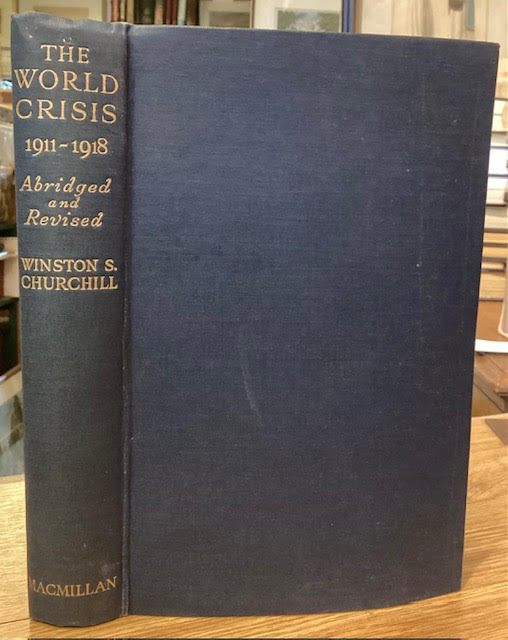 THE
WORLD
CRISIS
1911-1918
Abridged
and
Revised
WINSTON S.
CHURCHILL
MACMILLAN